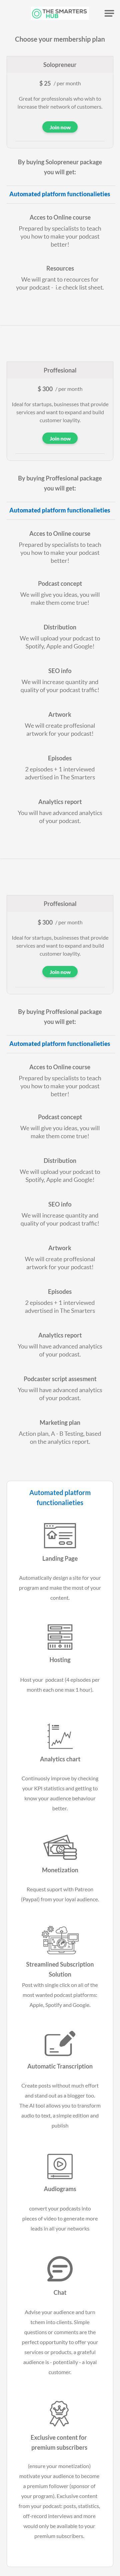 THE SMARTERS
HUB
Choose your membership plan
Solopreneur
$ 25 / per month
Great for professionals who wish to
increase their network of customers.
Join now
By buying Solopreneur package
you will get:
Automated platform functionalieties
Acces to Online course
Prepared by specialists to teach
you how to make your podcast
better!
Resources
We will grant to recources for
your podcast - i.e check list sheet.
Proffesional
$ 300 / per month
Ideal for startups, businesses that provide
services and want to expand and build
customer loaylty.
Join now
By buying Proffesional package
you will get:
Automated platform functionalieties
Acces to Online course
Prepared by specialists to teach
you how to make your podcast
better!
Podcast concept
We will give you ideas, you will
make them come true!
Distribution
We will upload your podcast to
Spotify, Apple and Google!
SEO info
We will increase quantity and
quality of your podcast traffic!
Artwork
We will create proffesional
artwork for your podcast!
Episodes
2 episodes + 1 interviewed
advertised in The Smarters
Analytics report
You will have advanced analytics
of your podcast.
Proffesional
$ 300 / per month
Ideal for startups, businesses that provide
services and want to expand and build
customer loaylty.
Join now
By buying Proffesional package
you will get:
Automated platform functionalieties
Acces to Online course
Prepared by specialists to teach
you how to make your podcast
better!
Podcast concept
We will give you ideas, you will
make them come true!
Distribution
We will upload your podcast to
Spotify, Apple and Google!
SEO info
We will increase quantity and
quality of your podcast traffic!
Artwork
We will create proffesional
artwork for your podcast!
Episodes
2 episodes + 1 interviewed
advertised in The Smarters
Analytics report
You will have advanced analytics
of your podcast.
Podcaster script assesment
You will have advanced analytics
of your podcast.
Marketing plan
Action plan, A - B Testing, based
on the analytics report.
Automated platform
functionalieties
Landing Page
Automatically design a site for your
program and make the most of your
content.
Hosting
Host your podcast (4 episodes per
month each one max 1 hour).
Analytics chart
Continuously improve by checking
your KPI statistics and getting to
know your audience behaviour
better.
Monetization
Request suport with Patreon
(Paypal) from your loyal audience.
Streamlined Subscription
Solution
Post with single click on all of the
most wanted podcast platforms:
Apple, Spotify and Google.
Automatic Transcription
Create posts without much effort
and stand out as a blogger too.
The AI tool allows you to transform
audio to text, a simple edition and
publish
Audiograms
convert your podcasts into
pieces of video to generate more
leads in all your networks
Chat
Advise your audience and turn
tchem into clients. Simple
questions or comments are the
perfect opportunity to offer your
services or products, a grateful
audience is - potentially - a loyal
customer.
Exclusive content for
premium subscribers
(ensure your monetization)
motivate your audience to become
a premium follower (sponsor of
your program). Exclusive content
from your podcast: posts, statistics,
off-record interviews and more
would only be available to your
premium subscribers.